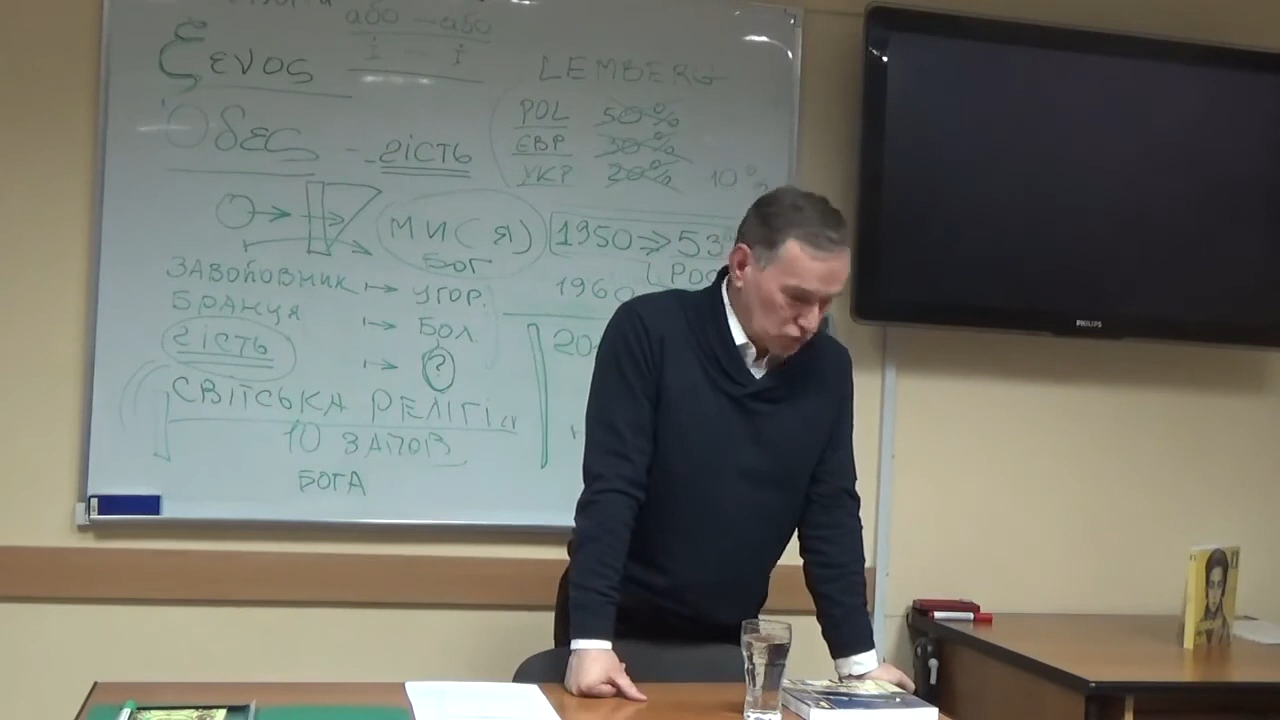 або — або
і — і
ξενος
LEMBERG
POL 50%
ЄВР 30%
УКР 20% 10%
Οδες – гість
МИ(Я)
БОГ
1950 ⇒ 53
(РОС
1960
ЗАВОЙОВНИК ↦ УГОР.
БРАНЦЯ ↦ БОЛ
ГІСТЬ ↦ ?
СВІТСЬКА РЕЛІГІЯ
10 ЗАПОВ
БОГА
PHILIPS